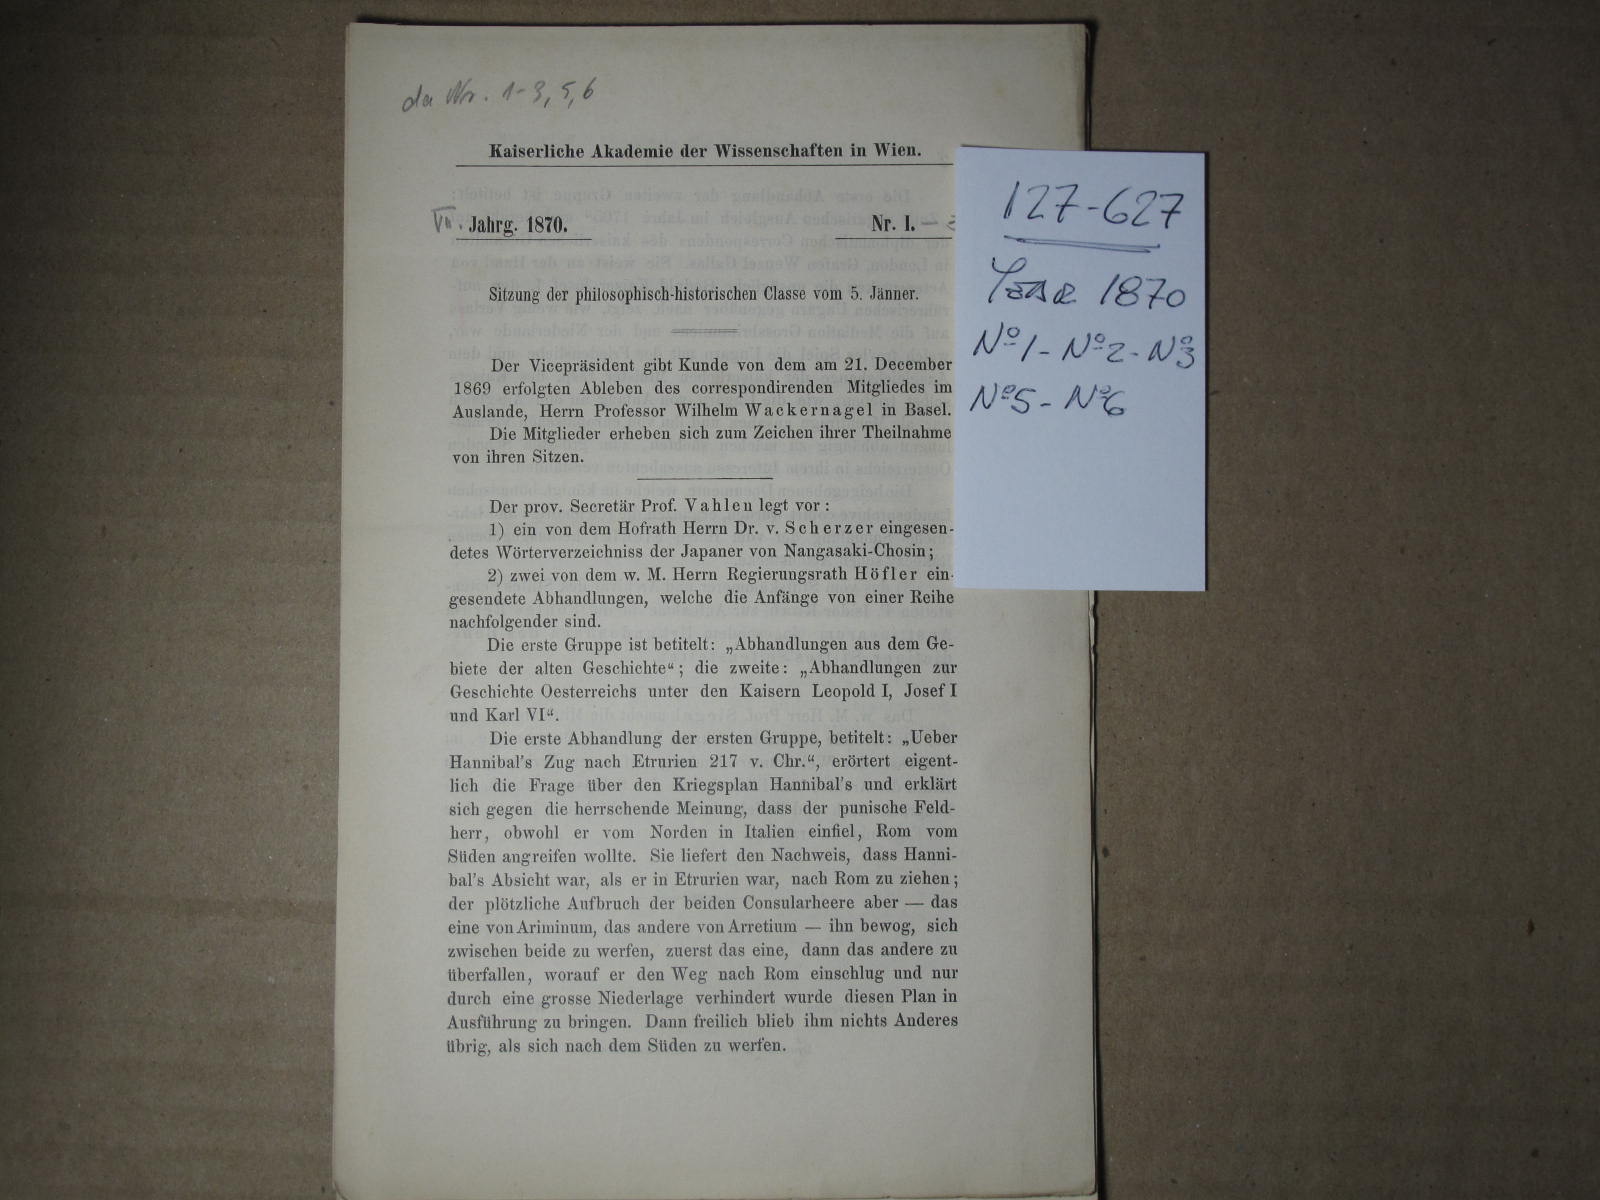 da Nr. 1-3, 5, 6
Kaiserliche Akademie der Wissenschaften in Wien.
VII. Jahrg. 1870.
Nr. I. –
Sitzung der philosophisch-historischen Classe vom 5. Jänner.
Der Vicepräsident gibt Kunde von dem am 21. December
1869 erfolgten Ableben des correspondirenden Mitgliedes im
Auslande, Herrn Professor Wilhelm Wackernagel in Basel.
Die Mitglieder erheben sich zum Zeichen ihrer Theilnahme
von ihren Sitzen.
Der prov. Secretär Prof. Vahlen legt vor:
1) ein von dem Hofrath Herrn Dr. v. Scherzer eingesen-
detes Wörterverzeichniss der Japaner von Nangasaki-Chosin;
2) zwei von dem w. M. Herrn Regierungsrath Höfler ein-
gesendete Abhandlungen, welche die Anfänge von einer Reihe
nachfolgender sind.
Die erste Gruppe ist betitelt: „Abhandlungen aus dem Ge-
biete der alten Geschichte“; die zweite: „Abhandlungen zur
Geschichte Oesterreichs unter den Kaisern Leopold I, Josef I
und Karl VI“.
Die erste Abhandlung der ersten Gruppe, betitelt: „Ueber
Hannibal's Zug nach Etrurien 217 v. Chr.“, erörtert eigent-
lich die Frage über den Kriegsplan Hannibal's und erklärt
sich gegen die herrschende Meinung, dass der punische Feld-
herr, obwohl er vom Norden in Italien einfiel, Rom vom
Süden angreifen wollte. Sie liefert den Nachweis, dass Hanni-
bal's Absicht war, als er in Etrurien war, nach Rom zu ziehen;
der plötzliche Aufbruch der beiden Consularheere aber — das
eine von Ariminum, das andere von Arretium — ihn bewog, sich
zwischen beide zu werfen, zuerst das eine, dann das andere zu
überfallen, worauf er den Weg nach Rom einschlug und nur
durch eine grosse Niederlage verhindert wurde diesen Plan in
Ausführung zu bringen. Dann freilich blieb ihm nichts Anderes
übrig, als sich nach dem Süden zu werfen.
127-627
1870
Nº1 - Nº2 - Nº3
Nº5 - Nº6